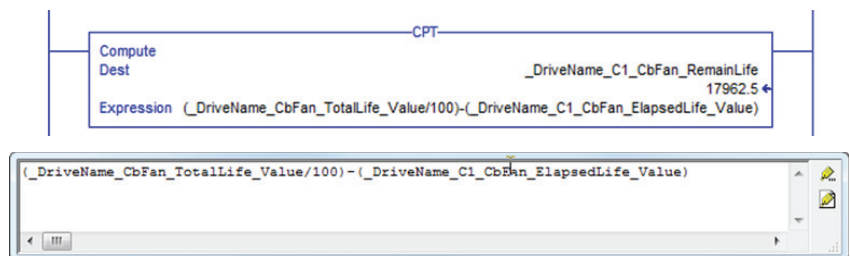 CPT
Compute
Dest _DriveName_C1_CbFan_RemainLife
17962.5
Expression (_DriveName_CbFan_TotalLife_Value/100)-(_DriveName_C1_CbFan_ElapsedLife_Value)
(_DriveName_CbFan_TotalLife_Value/100)-(_DriveName_C1_CbFan_ElapsedLife_Value)